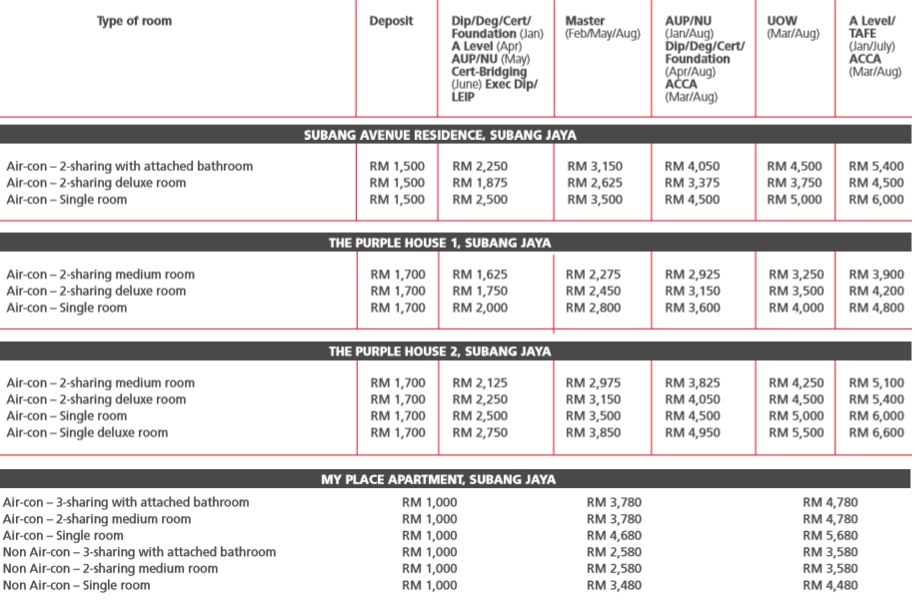 Type of room Deposit Dip/Deg/Cert/ Master AUP/NU UOW A Level/
Foundation (Jan) (Feb/May/Aug) (Jan/Aug) (Mar/Aug) TAFE
A Level (Apr) Dip/Deg/Cert/ (Jan/July)
AUP/NU (May) Foundation ACCA
Cert-Bridging (Apr/Aug) (Mar/Aug)
(June) Exec Dip/ ACCA
LEIP (Mar/Aug)
SUBANG AVENUE RESIDENCE, SUBANG JAYA
Air-con – 2-sharing with attached bathroom RM 1,500 RM 2,250 RM 3,150 RM 4,050 RM 4,500 RM 5,400
Air-con – 2-sharing deluxe room RM 1,500 RM 1,875 RM 2,625 RM 3,375 RM 3,750 RM 4,500
Air-con – Single room RM 1,500 RM 2,500 RM 3,500 RM 4,500 RM 5,000 RM 6,000
THE PURPLE HOUSE 1, SUBANG JAYA
Air-con – 2-sharing medium room RM 1,700 RM 1,625 RM 2,275 RM 2,925 RM 3,250 RM 3,900
Air-con – 2-sharing deluxe room RM 1,700 RM 1,750 RM 2,450 RM 3,150 RM 3,500 RM 4,200
Air-con – Single room RM 1,700 RM 2,000 RM 2,800 RM 3,600 RM 4,000 RM 4,800
THE PURPLE HOUSE 2, SUBANG JAYA
Air-con – 2-sharing medium room RM 1,700 RM 2,125 RM 2,975 RM 3,825 RM 4,250 RM 5,100
Air-con – 2-sharing deluxe room RM 1,700 RM 2,250 RM 3,150 RM 4,050 RM 4,500 RM 5,400
Air-con – Single room RM 1,700 RM 2,500 RM 3,500 RM 4,500 RM 5,000 RM 6,000
Air-con – Single deluxe room RM 1,700 RM 2,750 RM 3,850 RM 4,950 RM 5,500 RM 6,600
MY PLACE APARTMENT, SUBANG JAYA
Air-con – 3-sharing with attached bathroom RM 1,000 RM 3,780 RM 4,780
Air-con – 2-sharing medium room RM 1,000 RM 3,780 RM 4,780
Air-con – Single room RM 1,000 RM 4,680 RM 5,680
Non Air-con – 3-sharing with attached bathroom RM 1,000 RM 2,580 RM 3,580
Non Air-con – 2-sharing medium room RM 1,000 RM 2,580 RM 3,580
Non Air-con – Single room RM 1,000 RM 3,480 RM 4,480